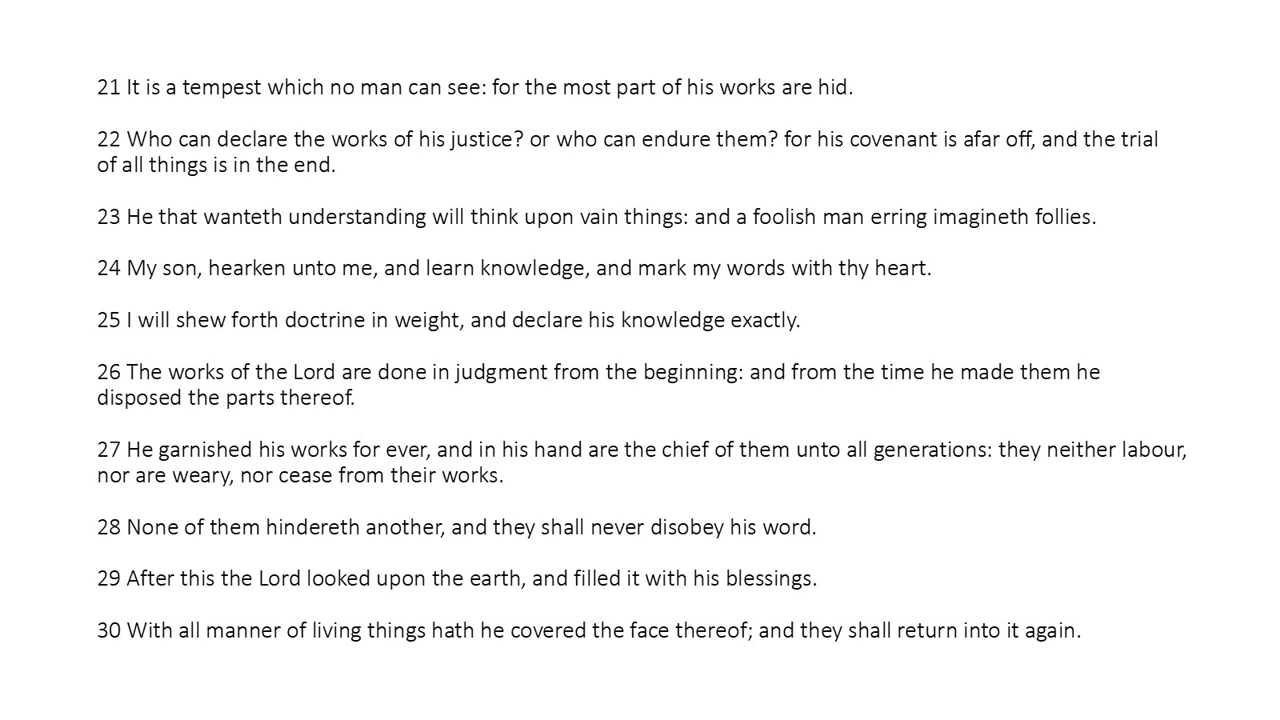 21 It is a tempest which no man can see: for the most part of his works are hid.
22 Who can declare the works of his justice? or who can endure them? for his covenant is afar off, and the trial
of all things is in the end.
23 He that wanteth understanding will think upon vain things: and a foolish man erring imagineth follies.
24 My son, hearken unto me, and learn knowledge, and mark my words with thy heart.
25 I will shew forth doctrine in weight, and declare his knowledge exactly.
26 The works of the Lord are done in judgment from the beginning: and from the time he made them he
disposed the parts thereof.
27 He garnished his works for ever, and in his hand are the chief of them unto all generations: they neither labour,
nor are weary, nor cease from their works.
28 None of them hindereth another, and they shall never disobey his word.
29 After this the Lord looked upon the earth, and filled it with his blessings.
30 With all manner of living things hath he covered the face thereof; and they shall return into it again.